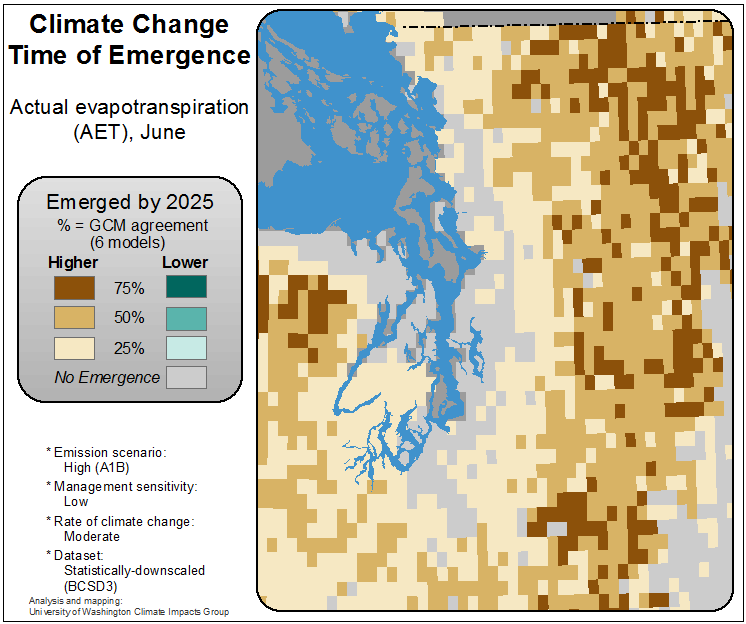 Climate Change
Time of Emergence
Actual evapotranspiration
(AET), June
Emerged by 2025
% = GCM agreement
(6 models)
Higher Lower
75%
50%
25%
No Emergence
* Emission scenario:
High (A1B)
* Management sensitivity:
Low
* Rate of climate change:
Moderate
* Dataset:
Statistically-downscaled
(BCSD3)
Analysis and mapping:
University of Washington Climate Impacts Group